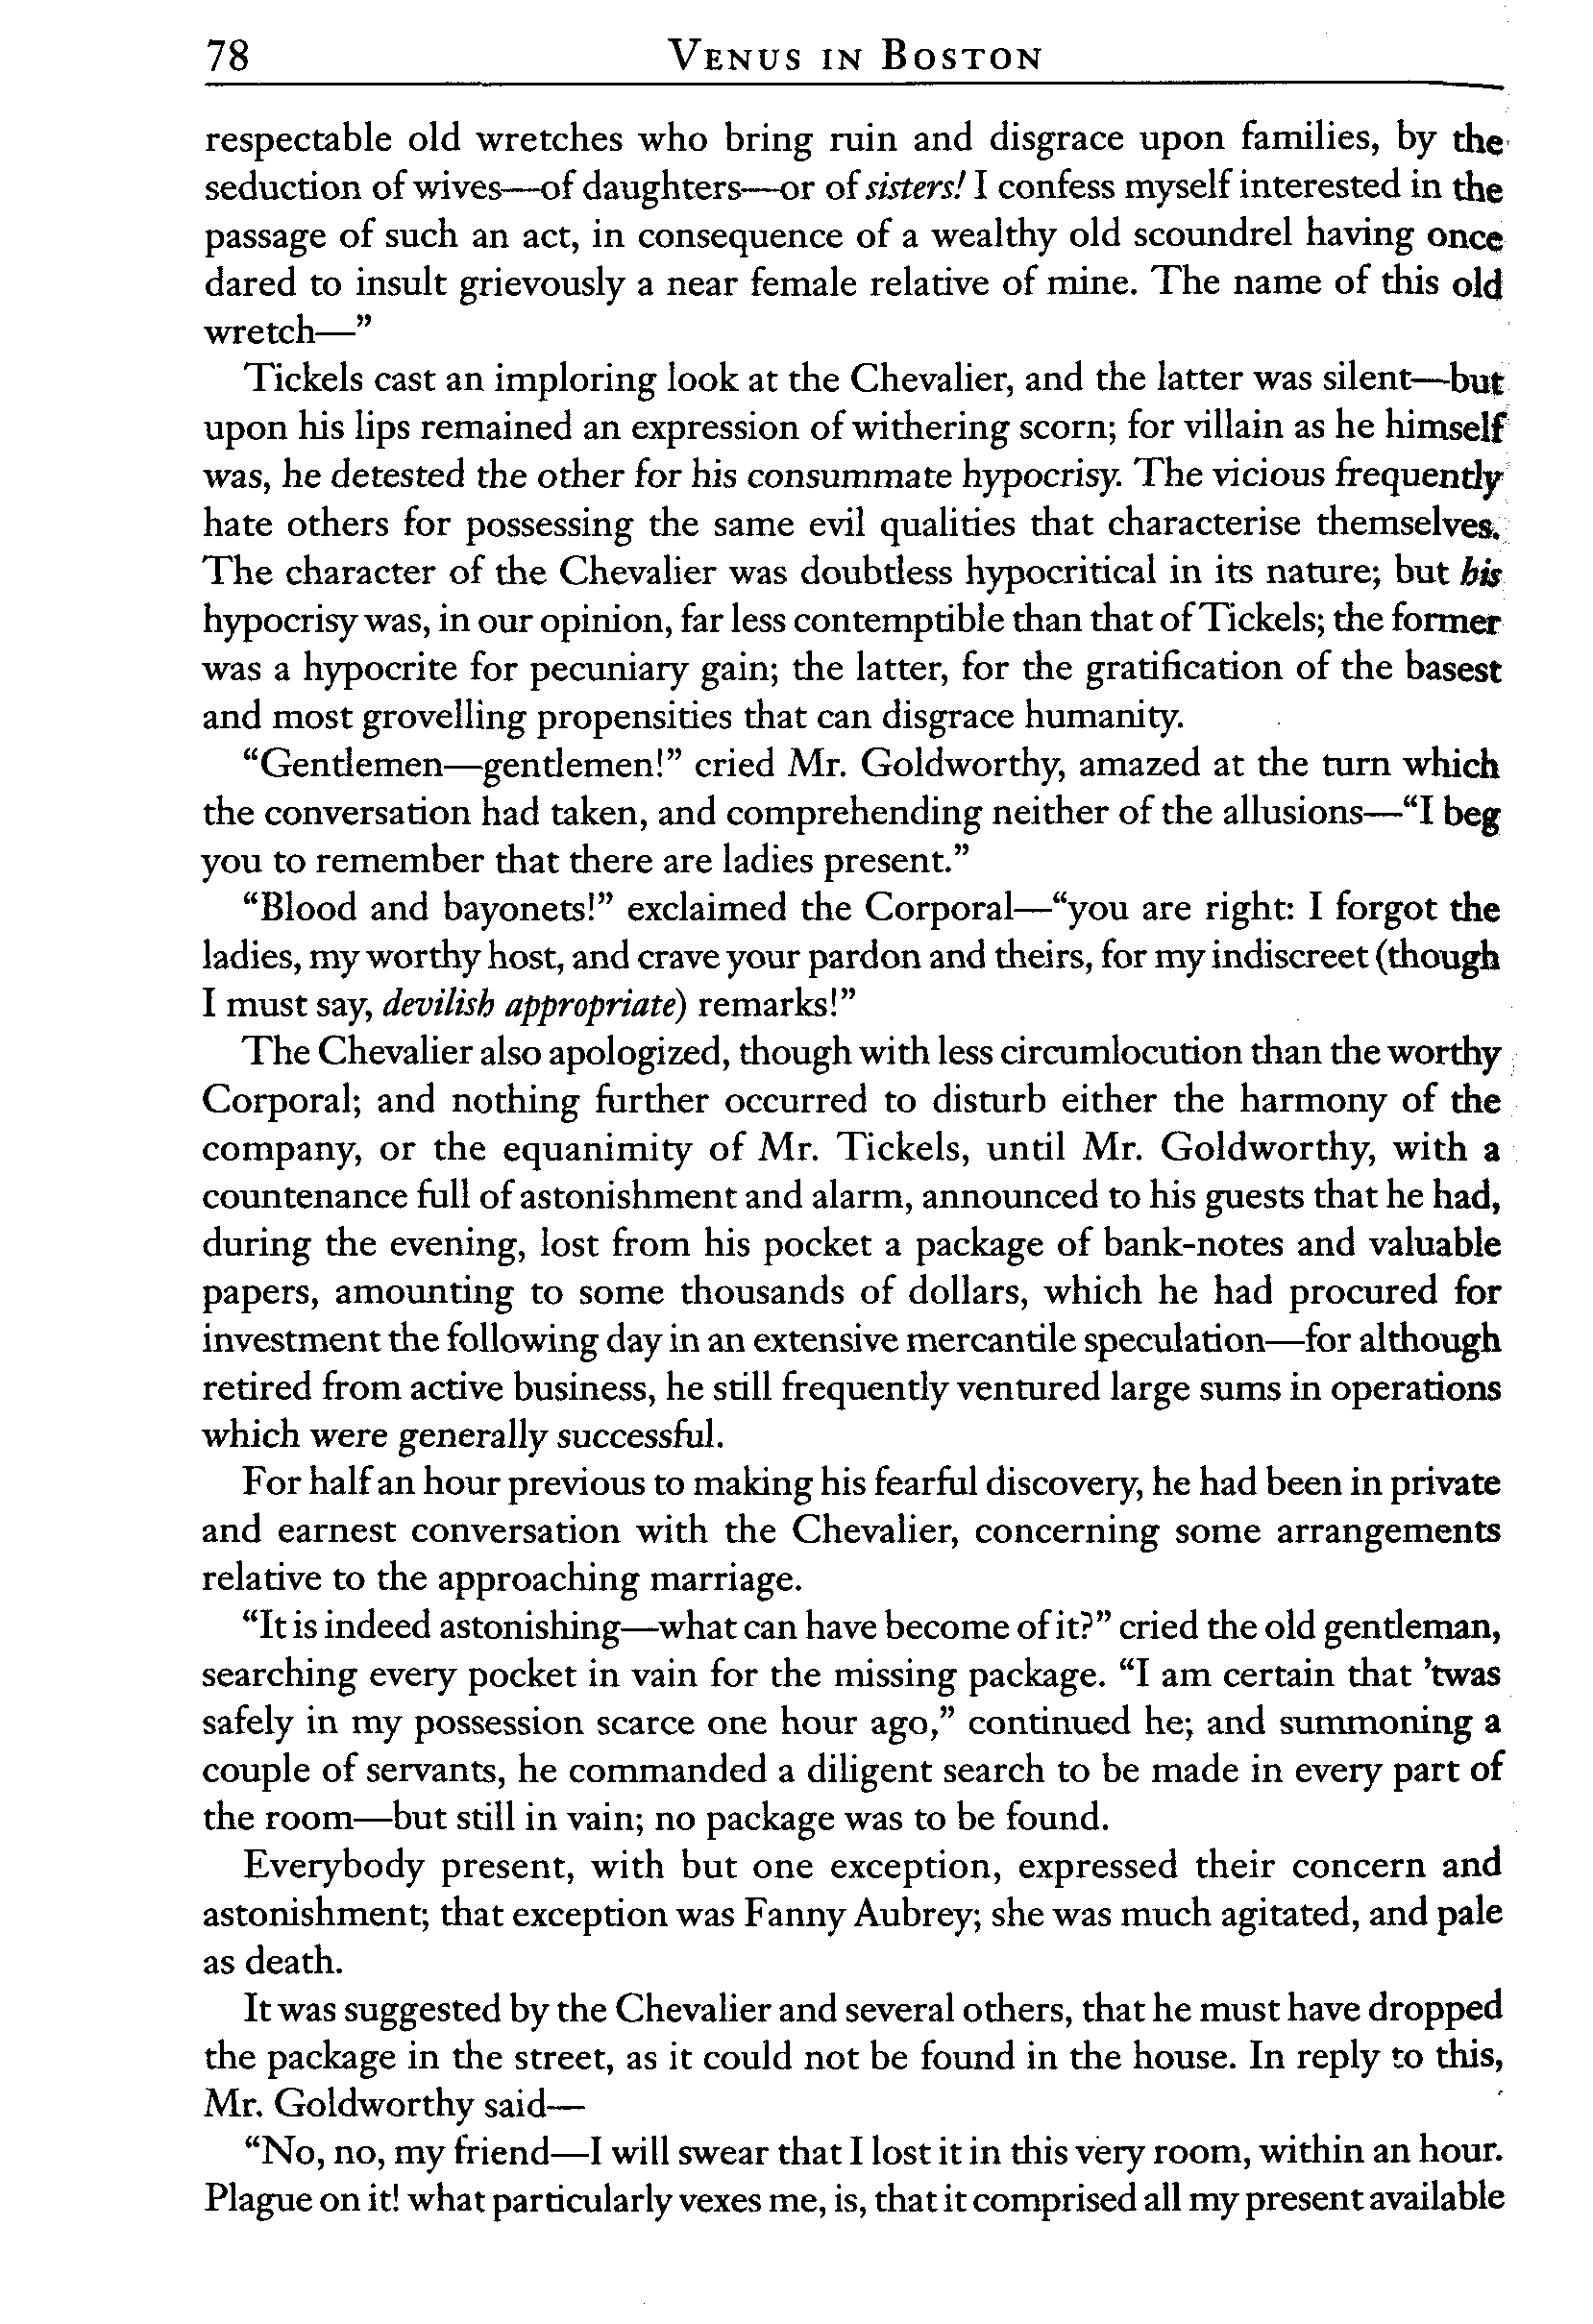 78 VENUS IN BOSTON
respectable old wretches who bring ruin and disgrace upon families, by the
seduction of wives—of daughters—or of sisters! I confess myself interested in the
passage of such an act, in consequence of a wealthy old scoundrel having once
dared to insult grievously a near female relative of mine. The name of this old
wretch—”
Tickels cast an imploring look at the Chevalier, and the latter was silent—but
upon his lips remained an expression of withering scorn; for villain as he himself
was, he detested the other for his consummate hypocrisy. The vicious frequently
hate others for possessing the same evil qualities that characterise themselves.
The character of the Chevalier was doubtless hypocritical in its nature; but his
hypocrisy was, in our opinion, far less contemptible than that of Tickels; the former
was a hypocrite for pecuniary gain; the latter, for the gratification of the basest
and most grovelling propensities that can disgrace humanity.
“Gentlemen—gentlemen!” cried Mr. Goldworthy, amazed at the turn which
the conversation had taken, and comprehending neither of the allusions—“I beg
you to remember that there are ladies present.”
“Blood and bayonets!” exclaimed the Corporal—“you are right: I forgot the
ladies, my worthy host, and crave your pardon and theirs, for my indiscreet (though
I must say, devilish appropriate) remarks!”
The Chevalier also apologized, though with less circumlocution than the worthy
Corporal; and nothing further occurred to disturb either the harmony of the
company, or the equanimity of Mr. Tickels, until Mr. Goldworthy, with a
countenance full of astonishment and alarm, announced to his guests that he had,
during the evening, lost from his pocket a package of bank-notes and valuable
papers, amounting to some thousands of dollars, which he had procured for
investment the following day in an extensive mercantile speculation—for although
retired from active business, he still frequently ventured large sums in operations
which were generally successful.
For half an hour previous to making his fearful discovery, he had been in private
and earnest conversation with the Chevalier, concerning some arrangements
relative to the approaching marriage.
“It is indeed astonishing—what can have become of it?” cried the old gentleman,
searching every pocket in vain for the missing package. “I am certain that ’twas
safely in my possession scarce one hour ago,” continued he; and summoning a
couple of servants, he commanded a diligent search to be made in every part of
the room—but still in vain; no package was to be found.
Everybody present, with but one exception, expressed their concern and
astonishment; that exception was Fanny Aubrey; she was much agitated, and pale
as death.
It was suggested by the Chevalier and several others, that he must have dropped
the package in the street, as it could not be found in the house. In reply to this,
Mr. Goldworthy said—
“No, no, my friend—I will swear that I lost it in this very room, within an hour.
Plague on it! what particularly vexes me, is, that it comprised all my present available